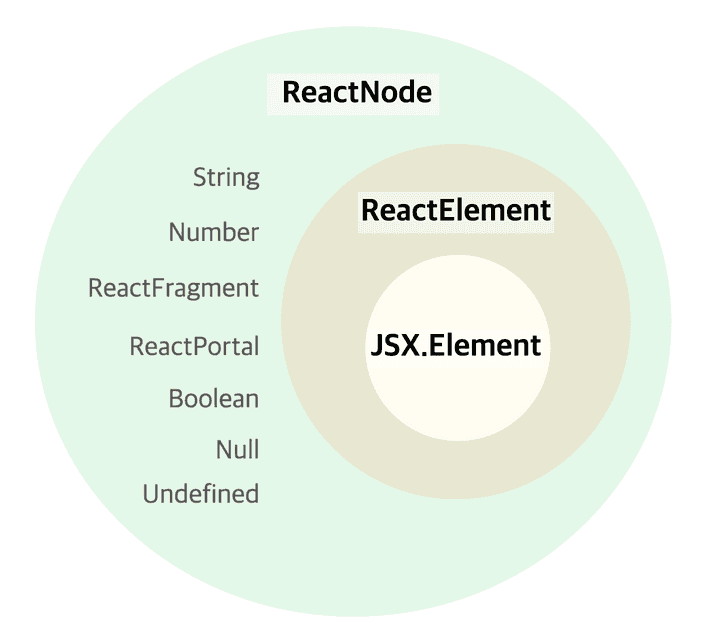 ReactNode
String
ReactElement
Number
ReactFragment
JSX.Element
ReactPortal
Boolean
Null
Undefined